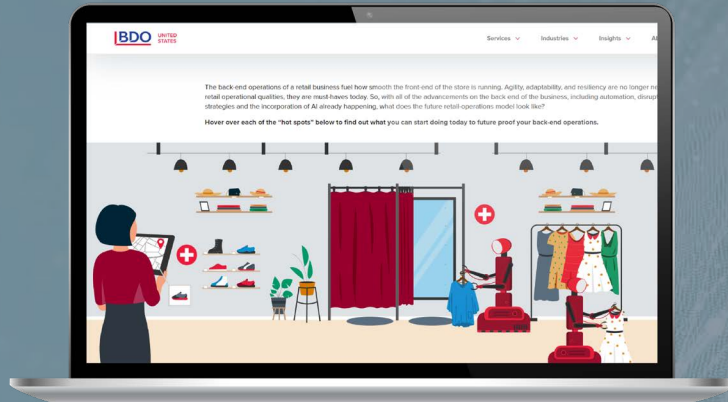 BDO UNITED
STATES
Services Industries Insights
The back-end operations of a retail business fuel how smooth the front-end of the store is running. Agility, adaptability, and resiliency are no longer
retail operational qualities, they are must-haves today. So, with all of the advancements on the back end of the business, including automation,
strategies and the incorporation of AI already happening, what does the future retail-operations model look like?
Hover over each of the "hot spots" below to find out what you can start doing today to future proof your back-end operations.